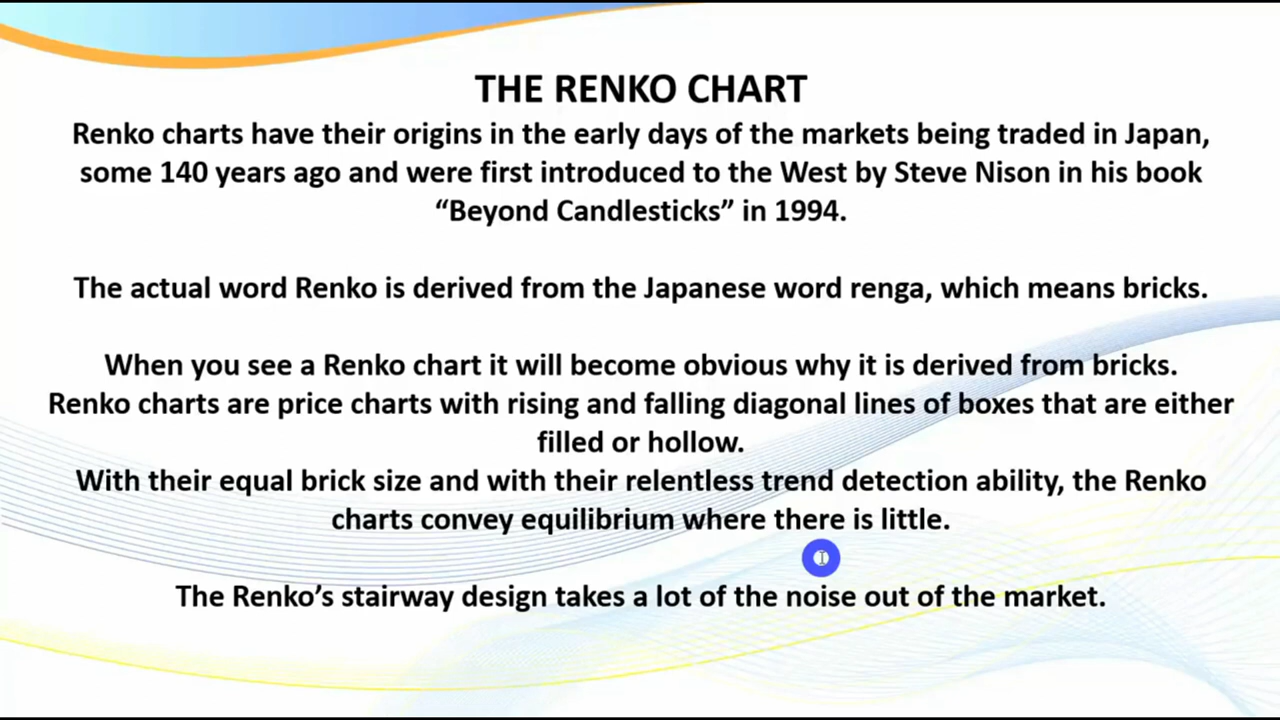 THE RENKO CHART
Renko charts have their origins in the early days of the markets being traded in Japan,
some 140 years ago and were first introduced to the West by Steve Nison in his book
“Beyond Candlesticks” in 1994.
The actual word Renko is derived from the Japanese word renga, which means bricks.
When you see a Renko chart it will become obvious why it is derived from bricks.
Renko charts are price charts with rising and falling diagonal lines of boxes that are either
filled or hollow.
With their equal brick size and with their relentless trend detection ability, the Renko
charts convey equilibrium where there is little.
The Renko’s stairway design takes a lot of the noise out of the market.